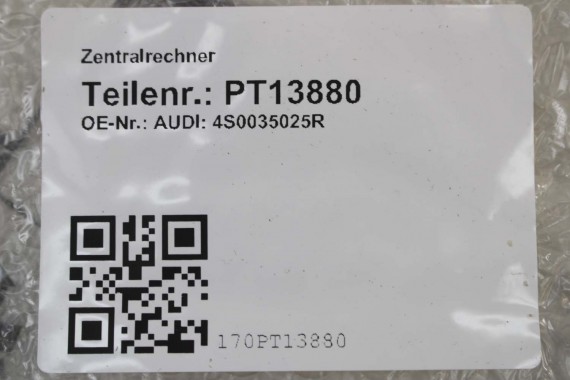 Zentralrechner
Teilenr.: PT13880
OE-Nr.: AUDI: 4S0035025R
170PT13880